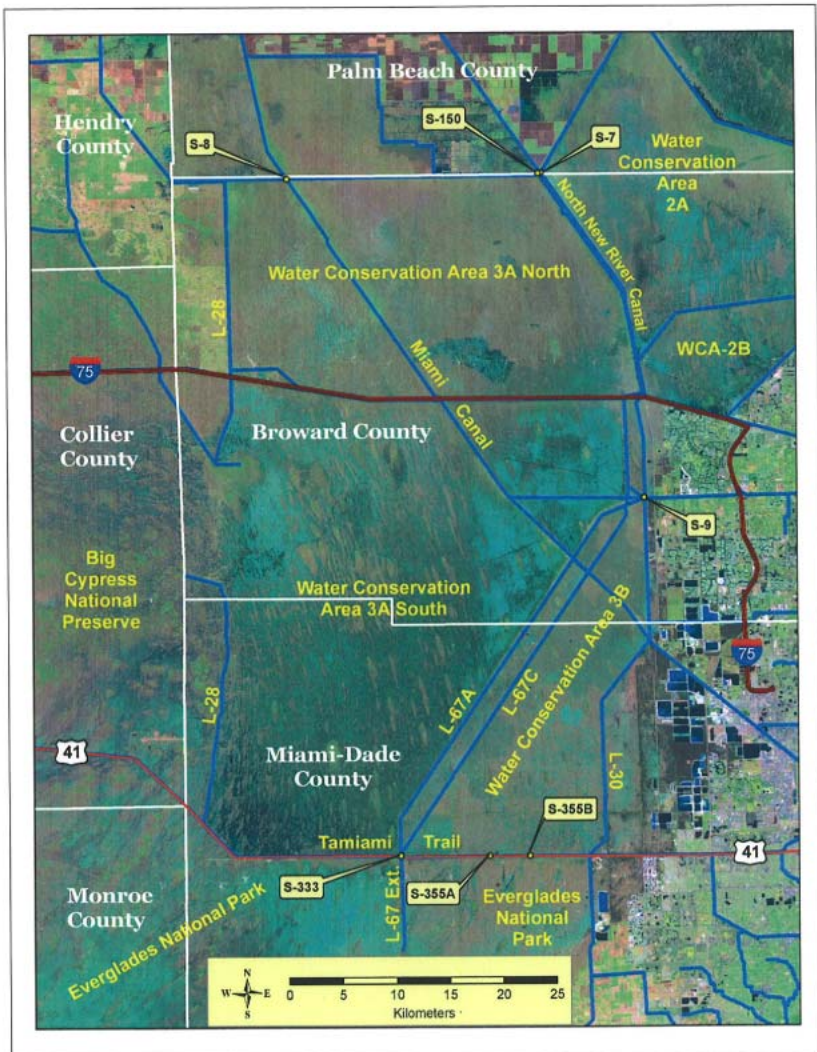 Palm Beach County
Hendry
County
S-150
S-7
S-8
Water
Conservation
Area
2A
North New River Canal
Water Conservation Area 3A North
L-28
WCA-2B
75
Miami
Canal
Collier
County
Broward County
S-9
Big
Cypress
National
Preserve
Water Conservation
Area 3A South
Water Conservation Area 3B
75
L-28
L-67A
L-67C
41
Miami-Dade
County
L-30
S-355B
Tamiami
Trail
41
S-333
S-355A
Monroe
County
Everglades National Park
L-67 Ext.
Everglades
National
Park
N
W
E
S
0
5
10
15
20
25
Kilometers